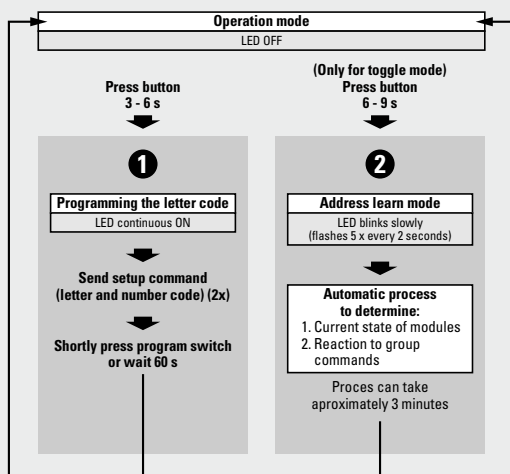 Operation mode
LED OFF
Press button
3 - 6 s
(Only for toggle mode)
Press button
6 - 9 s
1
Programming the letter code
LED continuous ON
Send setup command
(letter and number code) (2x)
Shortly press program switch
or wait 60 s
2
Address learn mode
LED blinks slowly
(flashes 5 x every 2 seconds)
Automatic process
to determine:
1. Current state of modules
2. Reaction to group
commands
Proces can take
aproximately 3 minutes